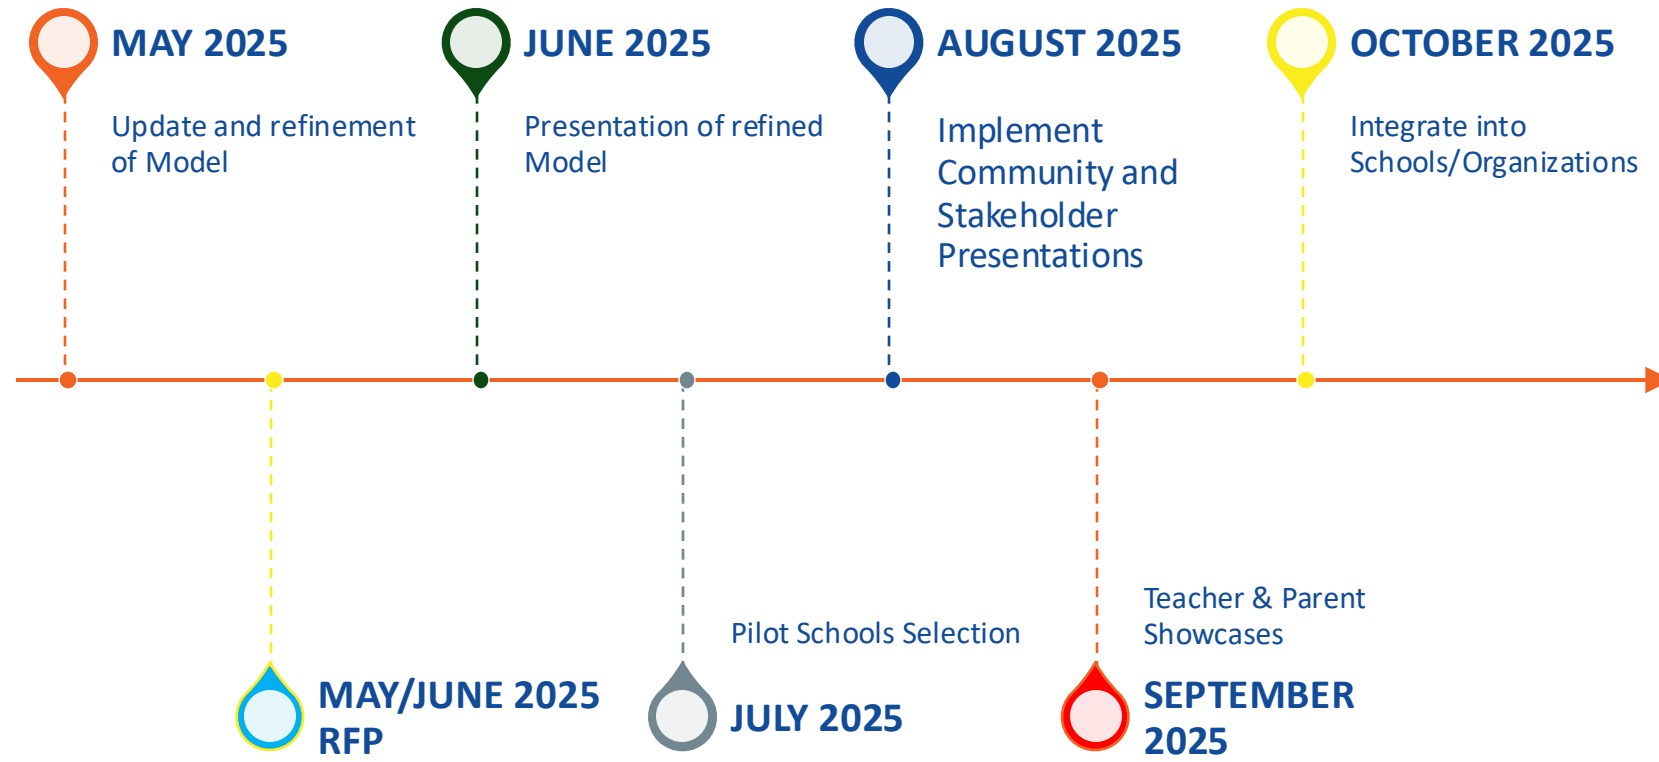 MAY 2025
Update and refinement
of Model
JUNE 2025
Presentation of refined
Model
AUGUST 2025
Implement
Community and
Stakeholder
Presentations
OCTOBER 2025
Integrate into
Schools/Organizations
MAY/JUNE 2025
RFP
Pilot Schools Selection
JULY 2025
Teacher & Parent
Showcases
SEPTEMBER
2025